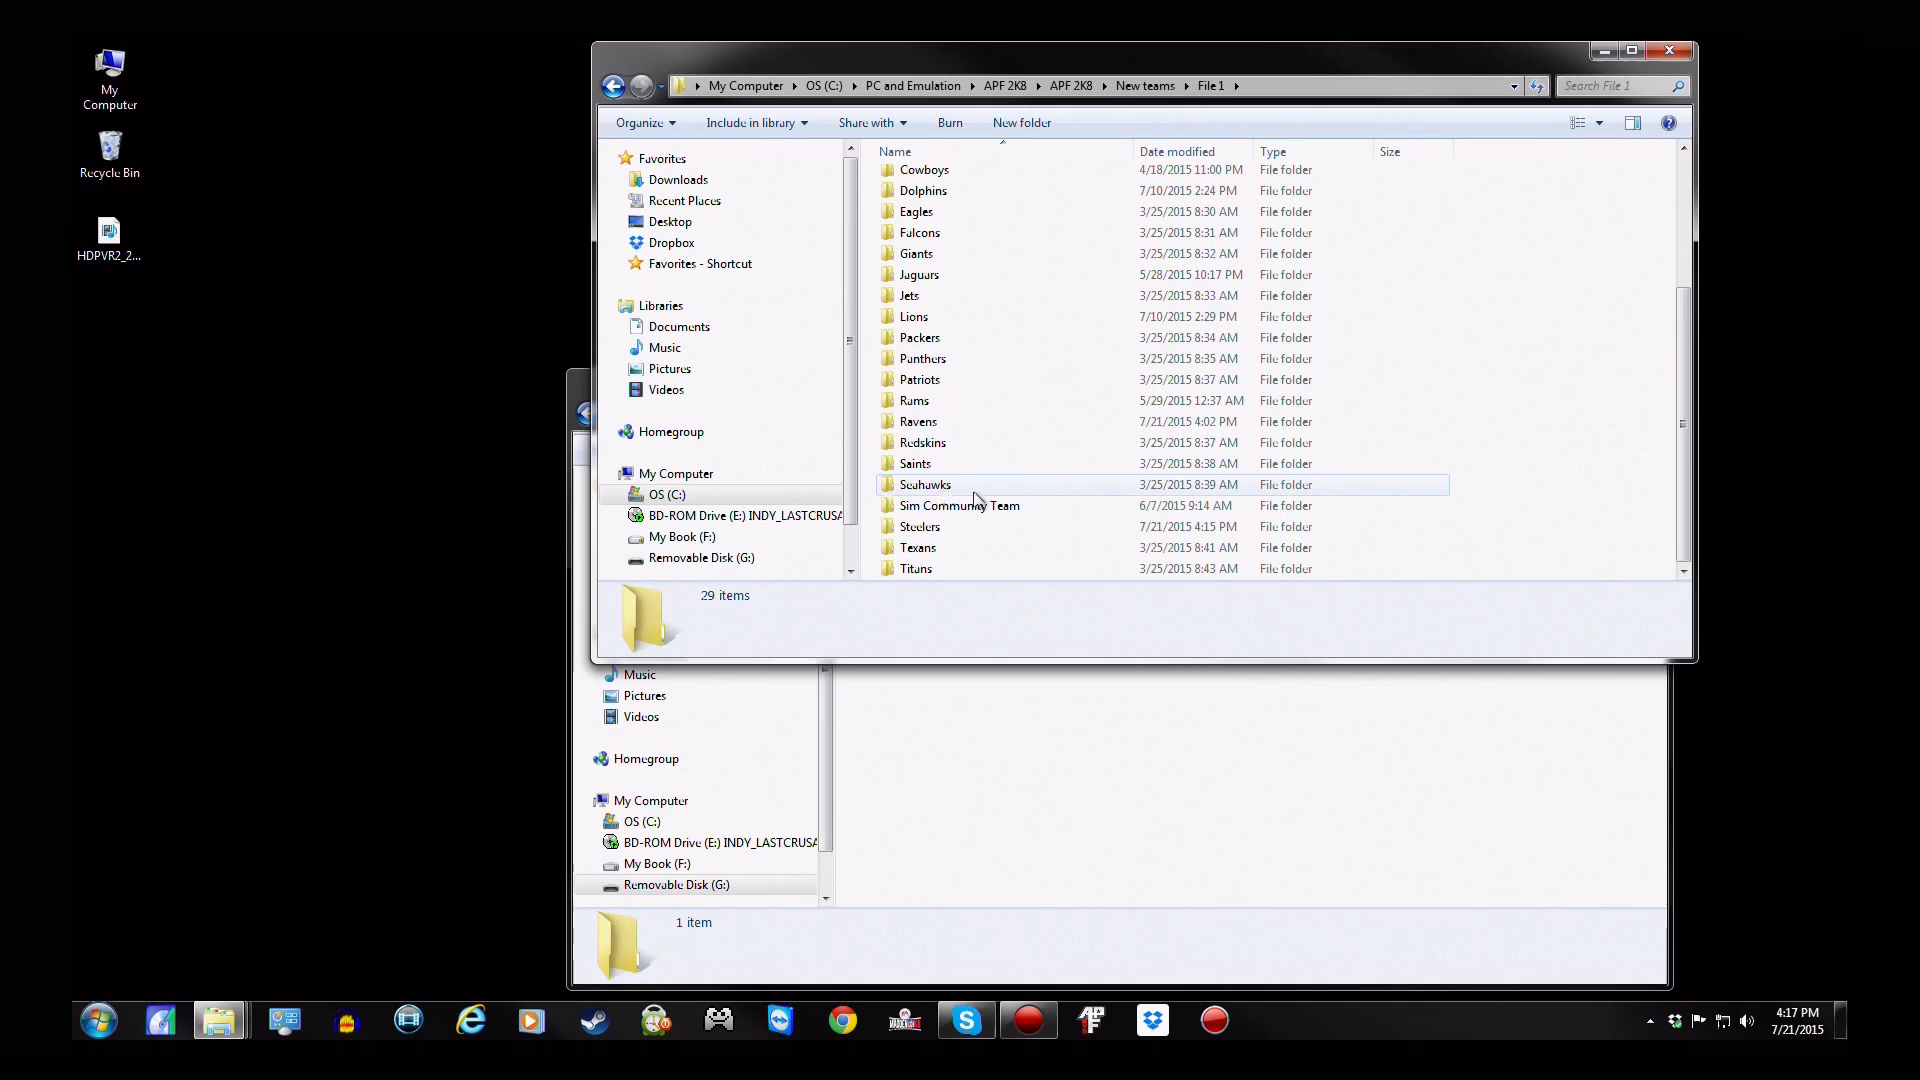 My Computer
Recycle Bin
HDPVR2_2...
My Computer
OS (C:)
PC and Emulation
APF 2K8
APF 2K8
New teams
File 1
Search File 1
Organize
Include in library
Share with
Burn
New folder
Favorites
Downloads
Recent Places
Desktop
Dropbox
Favorites - Shortcut
Libraries
Documents
Music
Pictures
Videos
Homegroup
My Computer
OS (C:)
BD-ROM Drive (E:) INDY_LASTCRUSA
My Book (F:)
Removable Disk (G:)
Name Date modified Type Size
Cowboys 4/18/2015 11:00 PM File folder
Dolphins 7/10/2015 2:24 PM File folder
Eagles 3/25/2015 8:30 AM File folder
Falcons 3/25/2015 8:31 AM File folder
Giants 3/25/2015 8:32 AM File folder
Jaguars 5/28/2015 10:17 PM File folder
Jets 3/25/2015 8:33 AM File folder
Lions 7/10/2015 2:29 PM File folder
Packers 3/25/2015 8:34 AM File folder
Panthers 3/25/2015 8:35 AM File folder
Patriots 3/25/2015 8:37 AM File folder
Rams 5/29/2015 12:37 AM File folder
Ravens 7/21/2015 4:02 PM File folder
Redskins 3/25/2015 8:37 AM File folder
Saints 3/25/2015 8:38 AM File folder
Seahawks 3/25/2015 8:39 AM File folder
Sim Community Team 6/7/2015 9:14 AM File folder
Steelers 7/21/2015 4:15 PM File folder
Texans 3/25/2015 8:41 AM File folder
Titans 3/25/2015 8:43 AM File folder
29 items
Music
Pictures
Videos
Homegroup
My Computer
OS (C:)
BD-ROM Drive (E:) INDY_LASTCRUSA
My Book (F:)
Removable Disk (G:)
1 item
MADDEN
APF
4:17 PM
7/21/2015